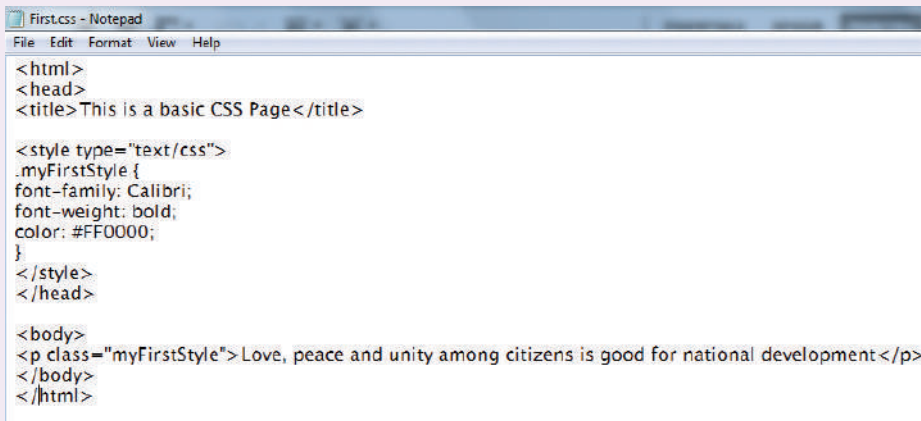 First.css - Notepad
File Edit Format View Help
<html>
<head>
<title>This is a basic CSS Page</title>
<style type="text/css">
.myFirstStyle {
font-family: Calibri;
font-weight: bold;
color: #FF0000;
}
</style>
</head>
<body>
<p class="myFirstStyle">Love, peace and unity among citizens is good for national development</p>
</body>
</html>